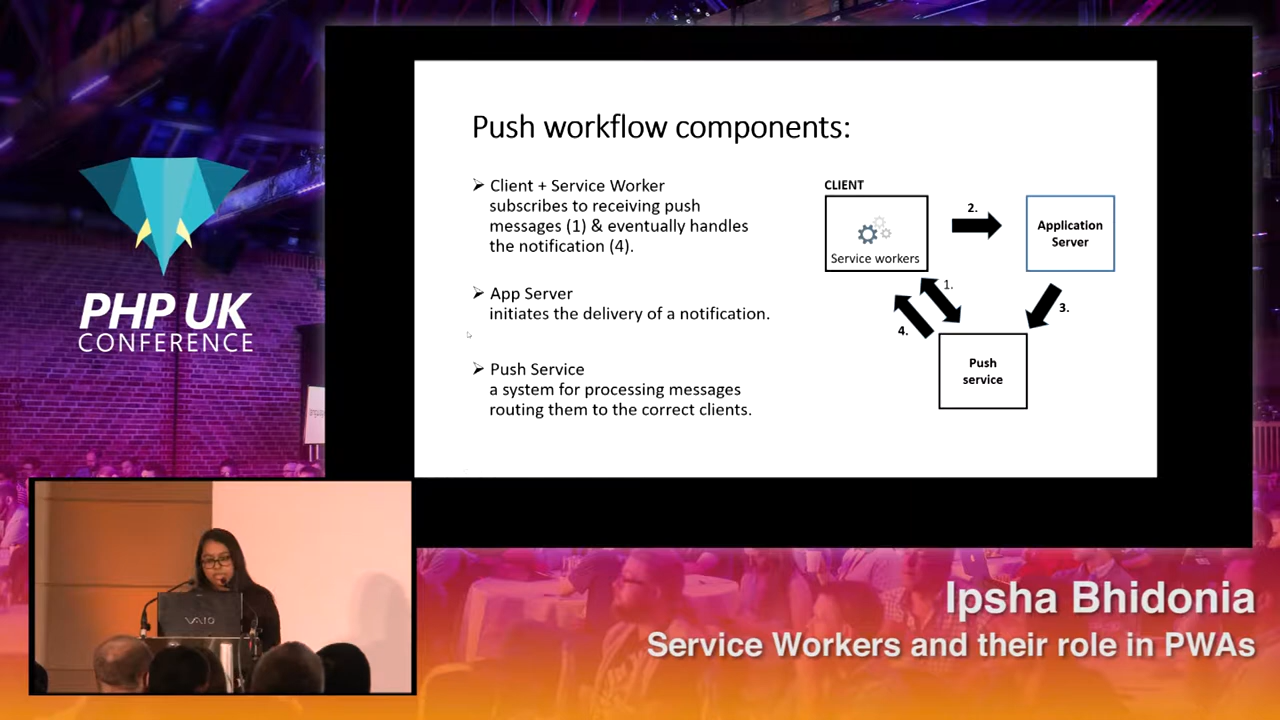 PHP UK
CONFERENCE
Push workflow components:
Client + Service Worker
subscribes to receiving push
messages (1) & eventually handles
the notification (4).
App Server
initiates the delivery of a notification.
Push Service
a system for processing messages
routing them to the correct clients.
CLIENT
Service workers
2.
Application
Server
1.
3.
4.
Push
service
VAIO
Ipsha Bhidonia
Service Workers and their role in PWAs